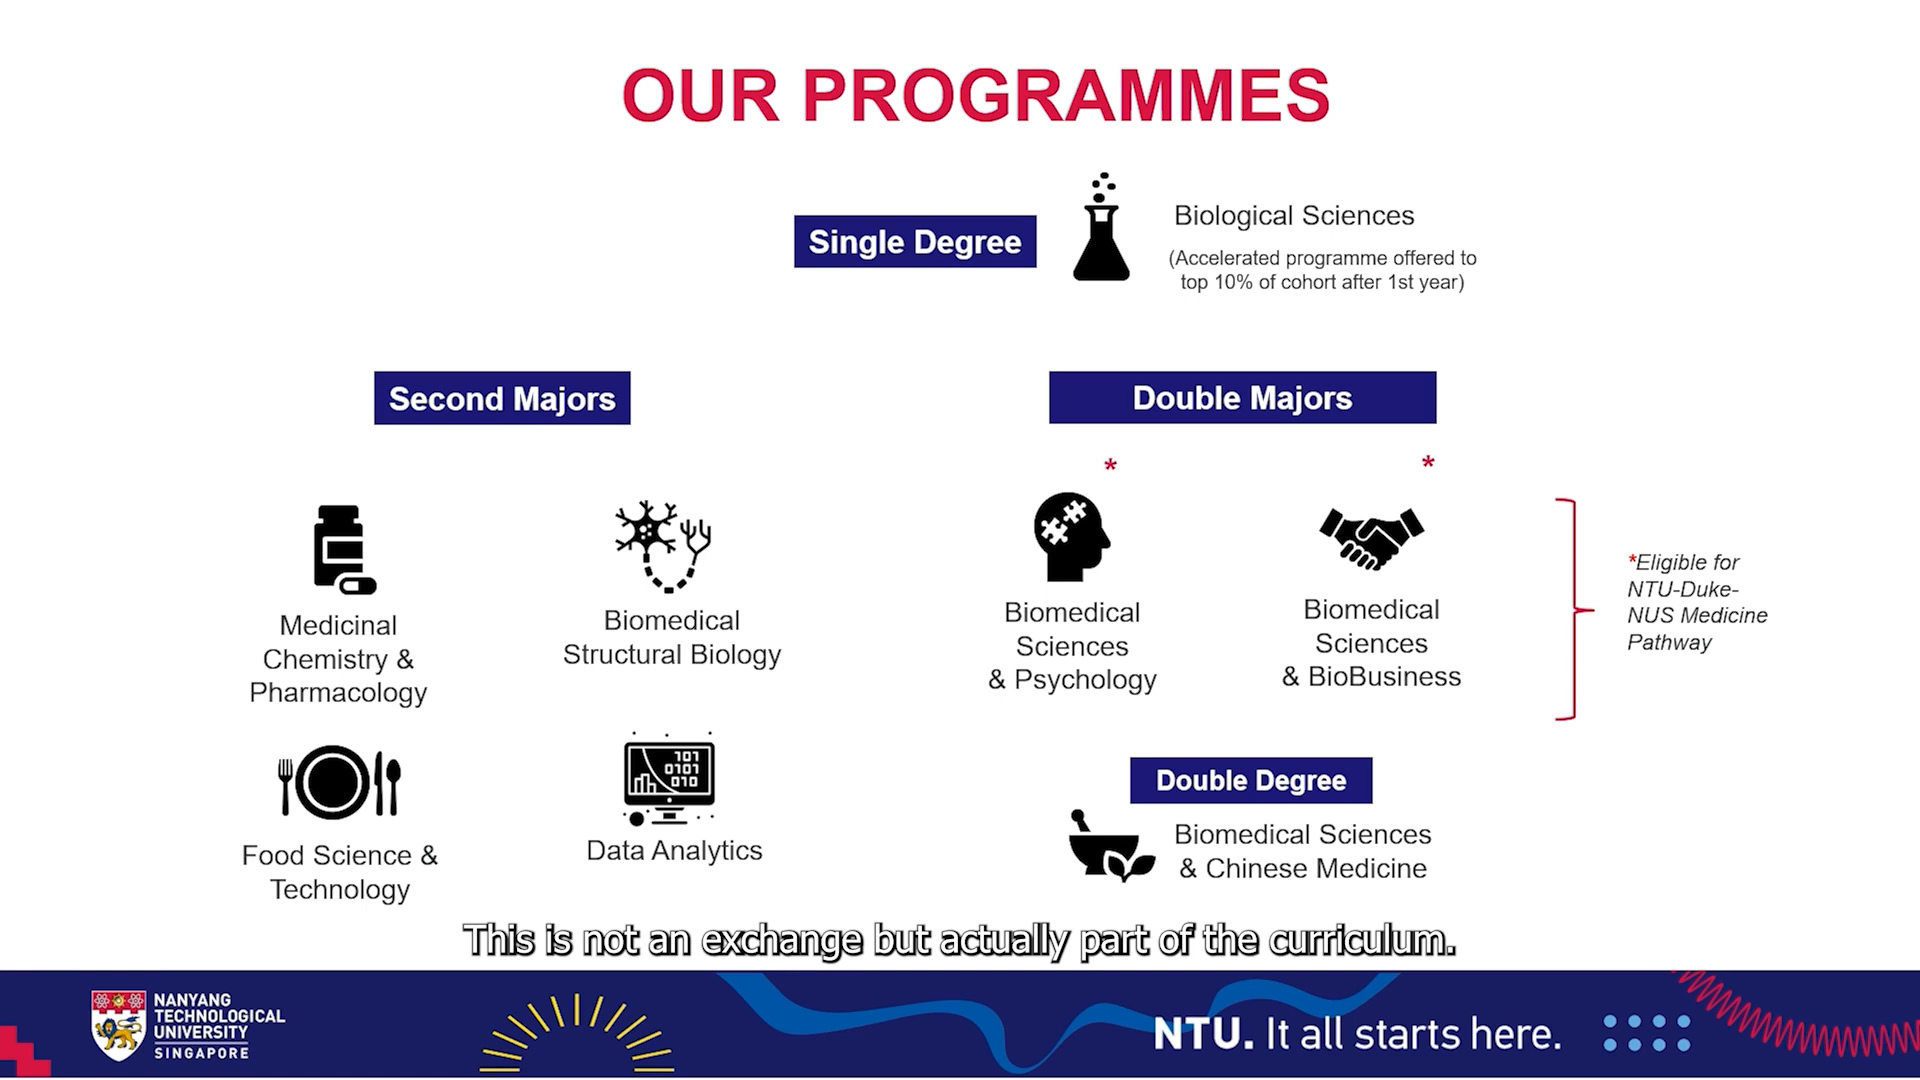 OUR PROGRAMMES
Single Degree
Biological Sciences
(Accelerated programme offered to
top 10% of cohort after 1st year)
Second Majors
Medicinal
Chemistry &
Pharmacology
Biomedical
Structural Biology
Food Science &
Technology
101
0101
010
Data Analytics
Double Majors
*
Biomedical
Sciences
& Psychology
*
Biomedical
Sciences
& BioBusiness
*Eligible for
NTU-Duke-
NUS Medicine
Pathway
Double Degree
Biomedical Sciences
& Chinese Medicine
This is not an exchange but actually part of the curriculum.
NANYANG
TECHNOLOGICAL
UNIVERSITY
SINGAPORE
NTU. It all starts here.